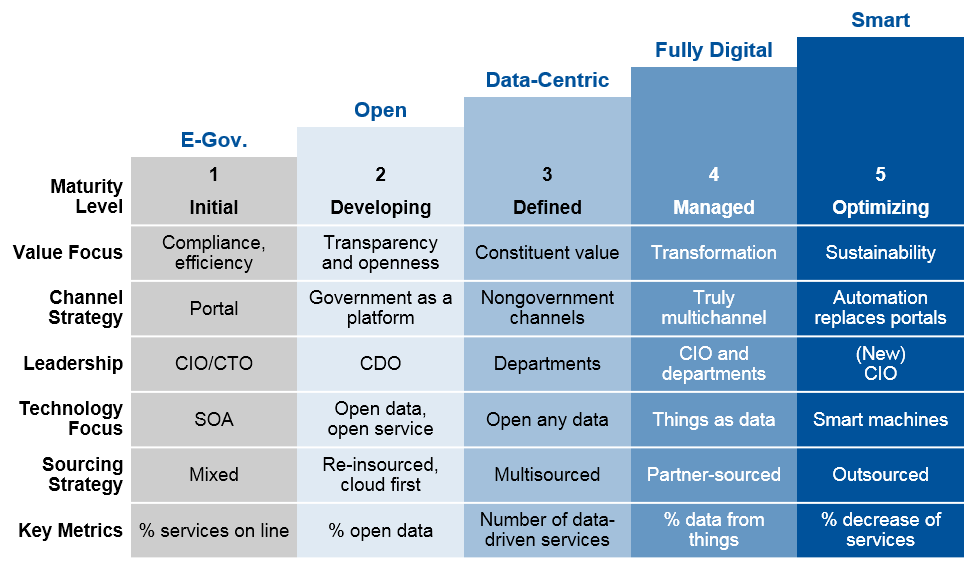 Smart
Fully Digital
Data-Centric
Open
E-Gov.
Maturity
Level
1
Initial
2
Developing
3
Defined
4
Managed
5
Optimizing
Value Focus
Compliance,
efficiency
Transparency
and openness
Constituent value
Transformation
Sustainability
Channel
Strategy
Portal
Government as a
platform
Nongovernment
channels
Truly
multichannel
Automation
replaces portals
Leadership
CIO/CTO
CDO
Departments
CIO and
departments
(New)
CIO
Technology
Focus
SOA
Open data,
open service
Open any data
Things as data
Smart machines
Sourcing
Strategy
Mixed
Re-insourced,
cloud first
Multisourced
Partner-sourced
Outsourced
Key Metrics
% services on line
% open data
Number of data-
driven services
% data from
things
% decrease of
services